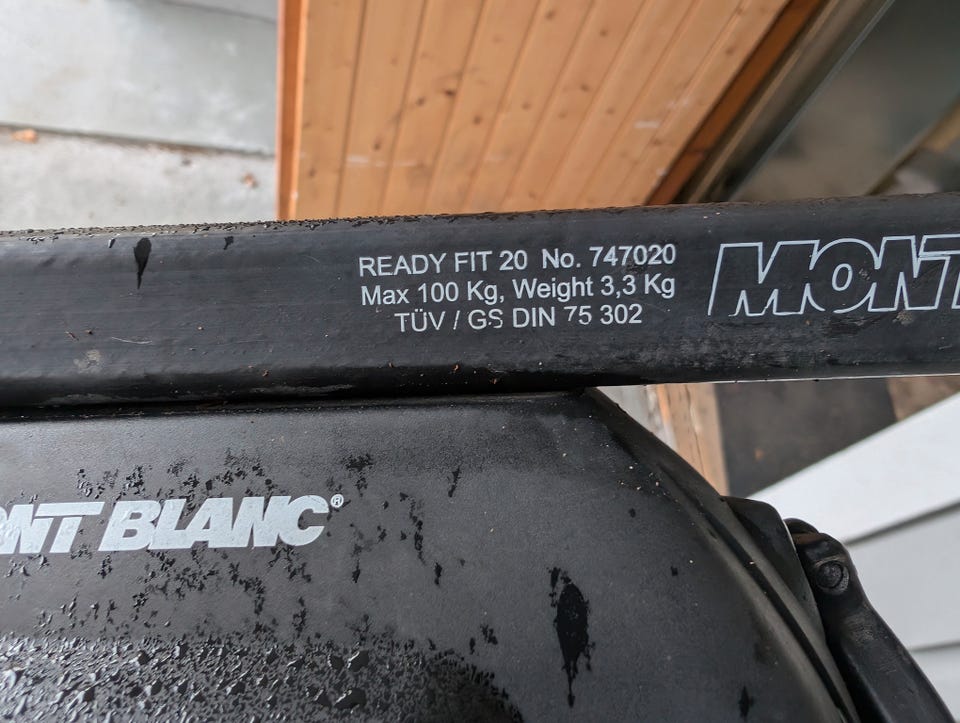 READY FIT 20 No. 747020
Max 100 Kg, Weight 3,3 Kg
TÜV / GS DIN 75 302
MONT
ONT BLANC®